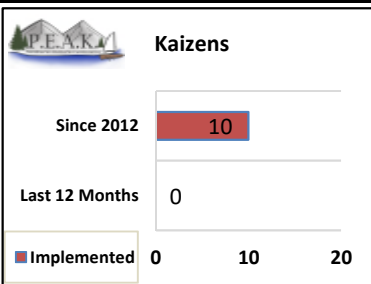 P.E.A.K
Kaizens
Since 2012
10
Last 12 Months
0
Implemented
0 10 20